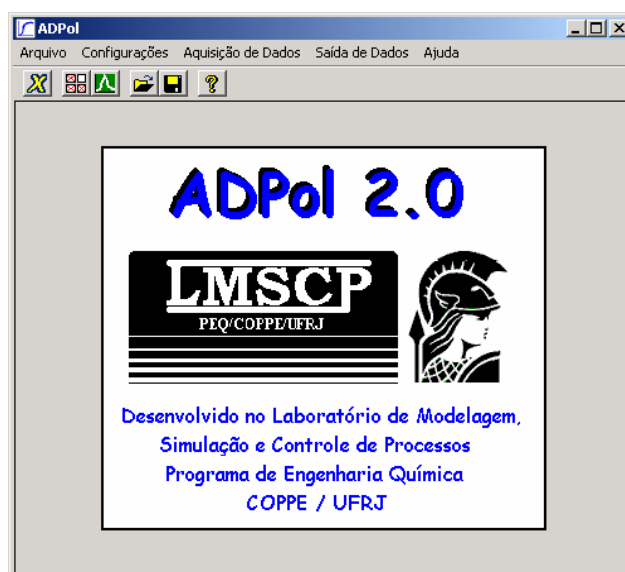 ADPol
Arquivo Configurações Aquisição de Dados Saída de Dados Ajuda
ADPol 2.0
LMSCP
PEQ/COPPE/UFRJ
Desenvolvido no Laboratório de Modelagem,
Simulação e Controle de Processos
Programa de Engenharia Química
COPPE / UFRJ